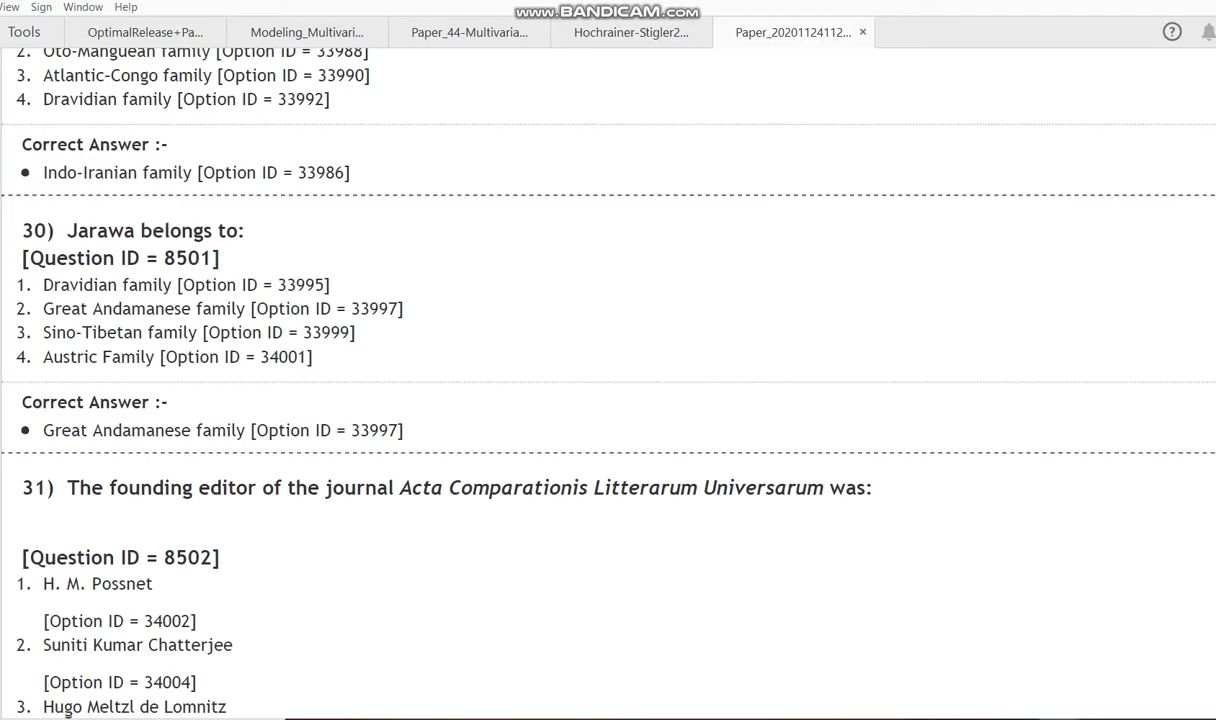 View Sign Window Help
www.BANDICAM.com
Tools OptimalRelease+Pa... Modeling_Multivari... Paper_44-Multivaria... Hochrainer-Stigler2... Paper_20201124112... ×
2. Oto-Manguean family [Option ID = 33988]
3. Atlantic-Congo family [Option ID = 33990]
4. Dravidian family [Option ID = 33992]
Correct Answer :-
• Indo-Iranian family [Option ID = 33986]
30) Jarawa belongs to:
[Question ID = 8501]
1. Dravidian family [Option ID = 33995]
2. Great Andamanese family [Option ID = 33997]
3. Sino-Tibetan family [Option ID = 33999]
4. Austric Family [Option ID = 34001]
Correct Answer :-
• Great Andamanese family [Option ID = 33997]
31) The founding editor of the journal Acta Comparationis Litterarum Universarum was:
[Question ID = 8502]
1. H. M. Possnet
[Option ID = 34002]
2. Suniti Kumar Chatterjee
[Option ID = 34004]
3. Hugo Meltzl de Lomnitz